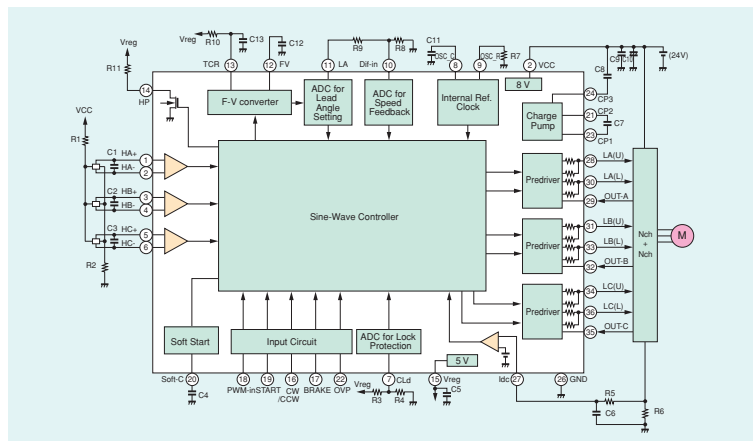 Vreg
R10
C13
C12
R9
R8
C11
OSC_C
OSC_R
R7
C9
C10
(24V)
Vreg
R11
TCR
FV
LA
Dif-in
VCC
13
12
11
10
8
9
2
C8
14
HP
F-V converter
ADC for
Lead
Angle
Setting
ADC for
Speed
Feedback
Internal Ref.
Clock
8 V
24
CP3
Charge
Pump
21
CP2
C7
23
CP1
VCC
R1
C1
HA+
1
HA-
2
C2
HB+
3
HB-
4
C3
HC+
5
HC-
6
R2
Sine-Wave Controller
Predriver
28
LA(U)
30
LA(L)
29
OUT-A
Predriver
31
LB(U)
33
LB(L)
32
OUT-B
Predriver
34
LC(U)
36
LC(L)
35
OUT-C
Nch
+
Nch
M
Soft Start
Input Circuit
ADC for Lock
Protection
5 V
Soft-C
20
C4
18
19
16
17
22
PWM-in
START
CW
/CCW
BRAKE
OVP
7
CLd
Vreg
R3
R4
15
Vreg
C5
Idc
27
26
GND
R5
C6
R6